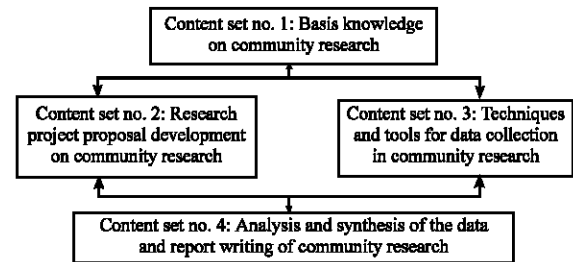 Content set no. 1: Basis knowledge
on community research
Content set no. 2: Research
project proposal development
on community research
Content set no. 3: Techniques
and tools for data collection
in community research
Content set no. 4: Analysis and synthesis of the data
and report writing of community research